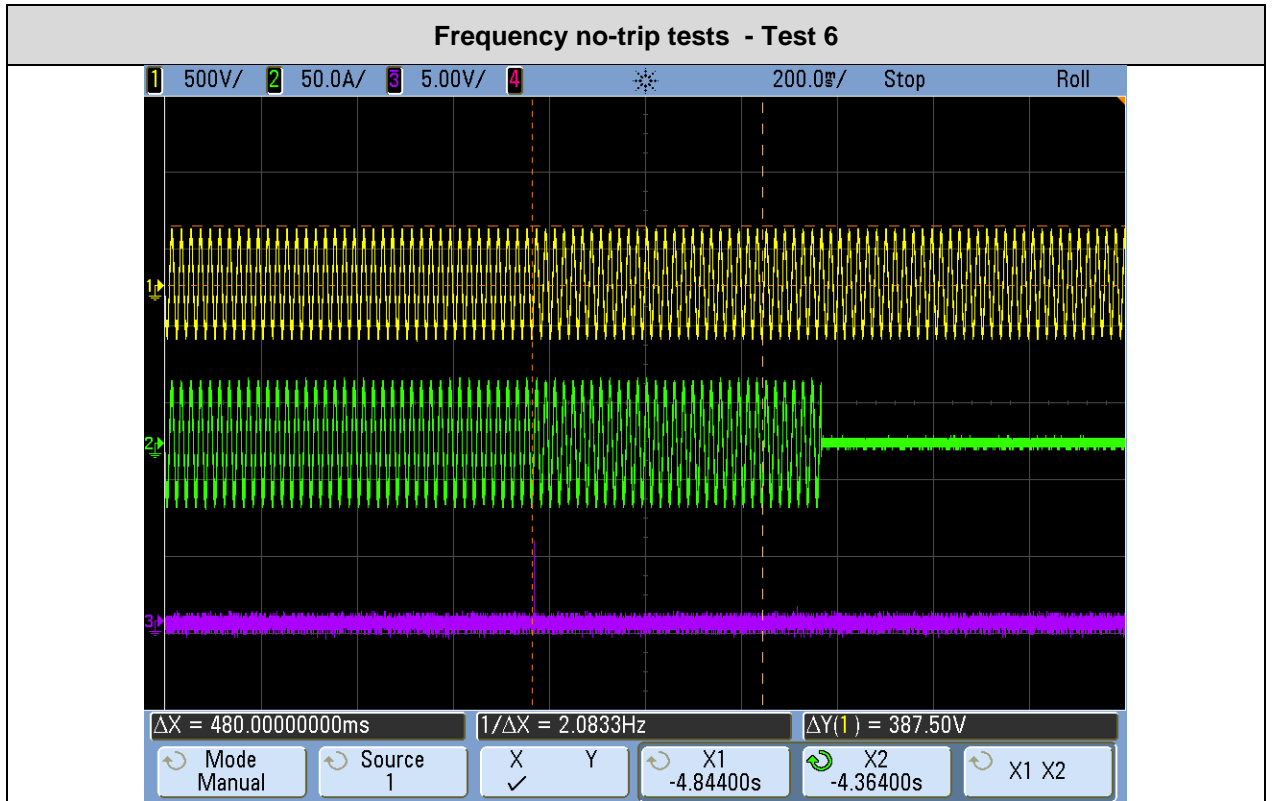 Frequency no-trip tests - Test 6
1 500V/ 2 50.0A/ 3 5.00V/ 4 200.0ms/ Stop Roll
1
2
3
ΔX = 480.00000000ms 1/ΔX = 2.0833Hz ΔY(1) = 387.50V
Mode Source X Y X1 X2 X1 X2
Manual 1 ✓ -4.84400s -4.36400s